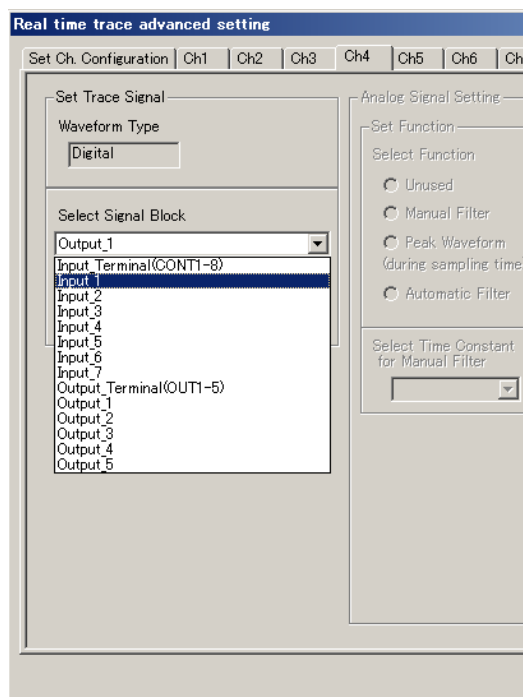 Real time trace advanced setting
Set Ch. Configuration Ch1 Ch2 Ch3 Ch4 Ch5 Ch6 Ch
Set Trace Signal
Waveform Type
Digital
Select Signal Block
Output_1
Input_Terminal(CONT1-8)
Input_1
Input_2
Input_3
Input_4
Input_5
Input_6
Input_7
Output_Terminal(OUT1-5)
Output_1
Output_2
Output_3
Output_4
Output_5
Analog Signal Setting
Set Function
Select Function
Unused
Manual Filter
Peak Waveform
(during sampling time
Automatic Filter
Select Time Constant
for Manual Filter